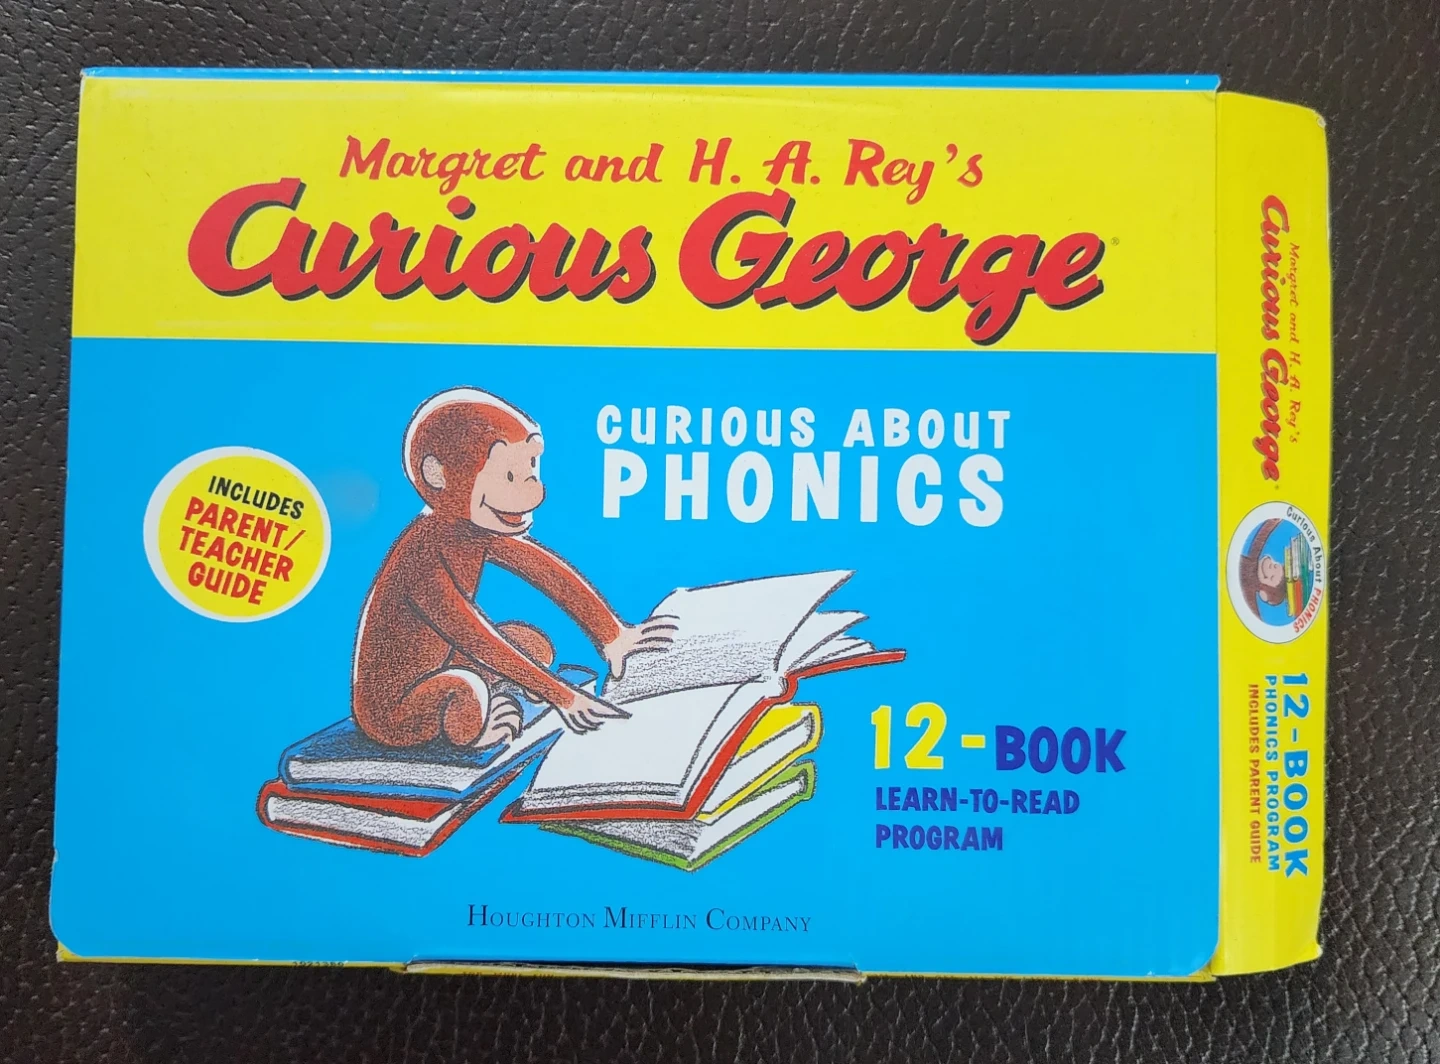 Margret and H. A. Rey's
Curious George®
CURIOUS ABOUT
PHONICS
INCLUDES
PARENT/
TEACHER
GUIDE
12-BOOK
LEARN-TO-READ
PROGRAM
HOUGHTON MIFFLIN COMPANY
Margret and H. A. Rey's
Curious George®
Curious About PHONICS
12-BOOK
PHONICS PROGRAM
INCLUDES PARENT GUIDE